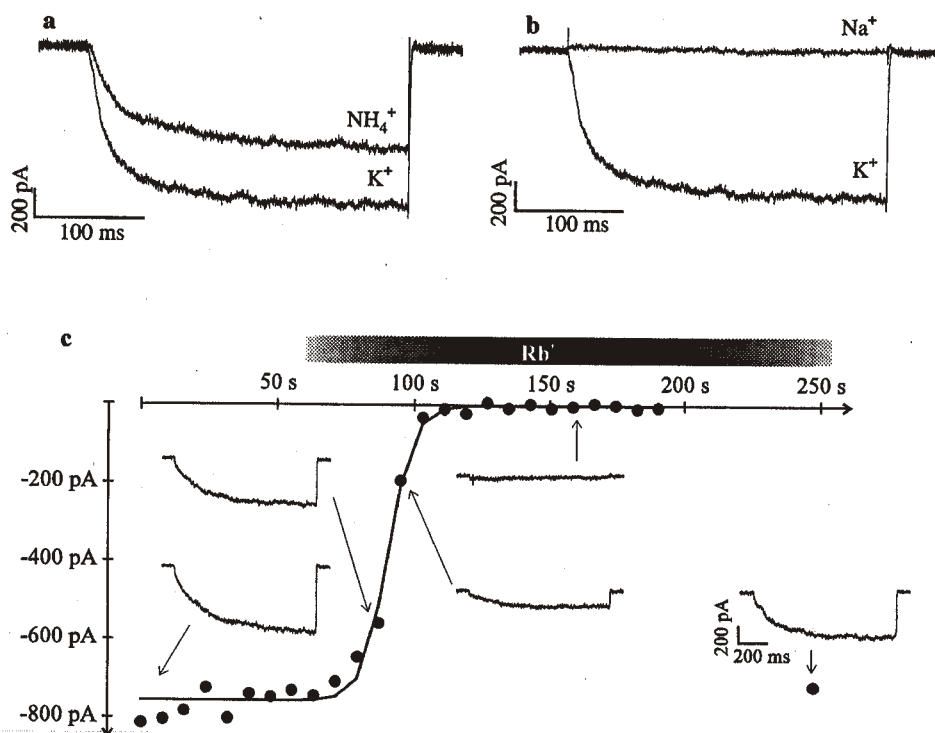 a
NH₄⁺
K⁺
200 pA
100 ms
b
Na⁺
K⁺
200 pA
100 ms
c
Rb'
50 s 100 s 150 s 200 s 250 s
-200 pA
-400 pA
-600 pA
-800 pA
200 pA
200 ms